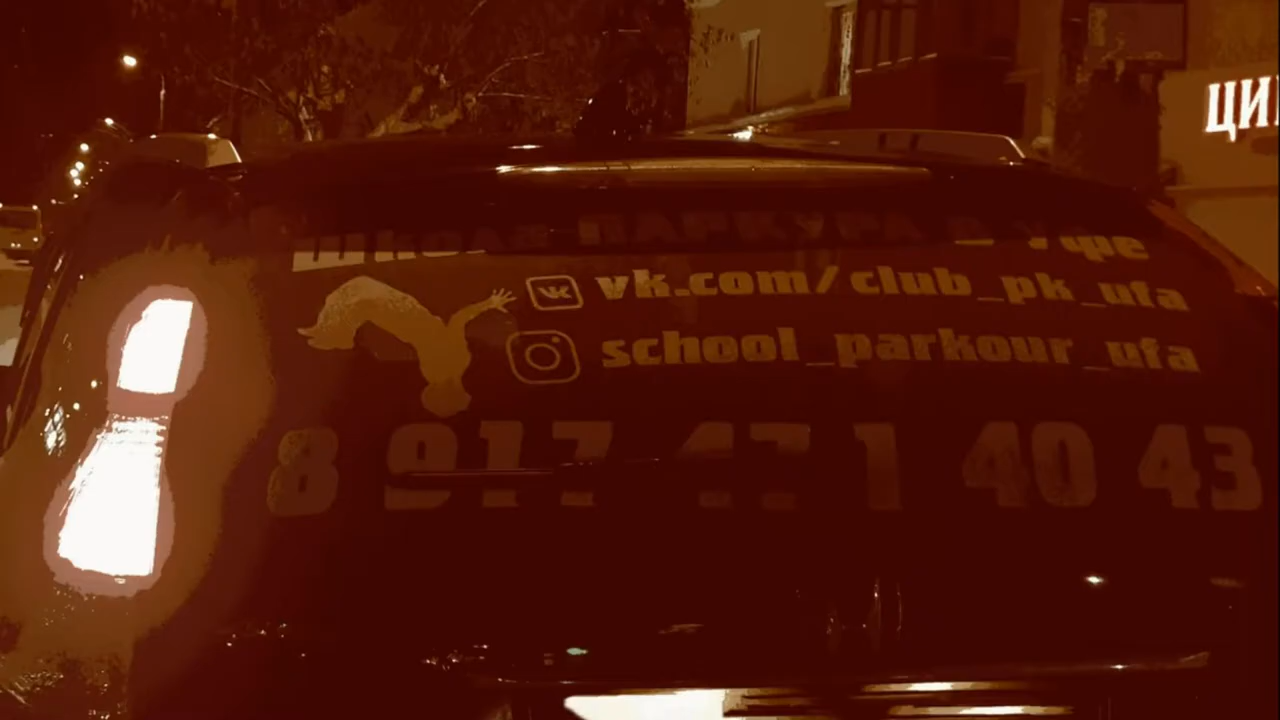 ЦИ
Школа ПАРКУРА в Уфе
vk.com/club_pk_ufa
school_parkour_ufa
8 917 47 1 40 43